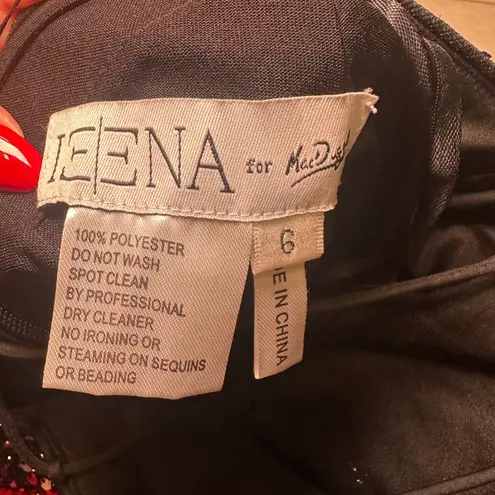 IEENA for Mac Duggal
6
100% POLYESTER
DO NOT WASH
SPOT CLEAN
BY PROFESSIONAL
DRY CLEANER
NO IRONING OR
STEAMING ON SEQUINS
OR BEADING
E IN CHINA